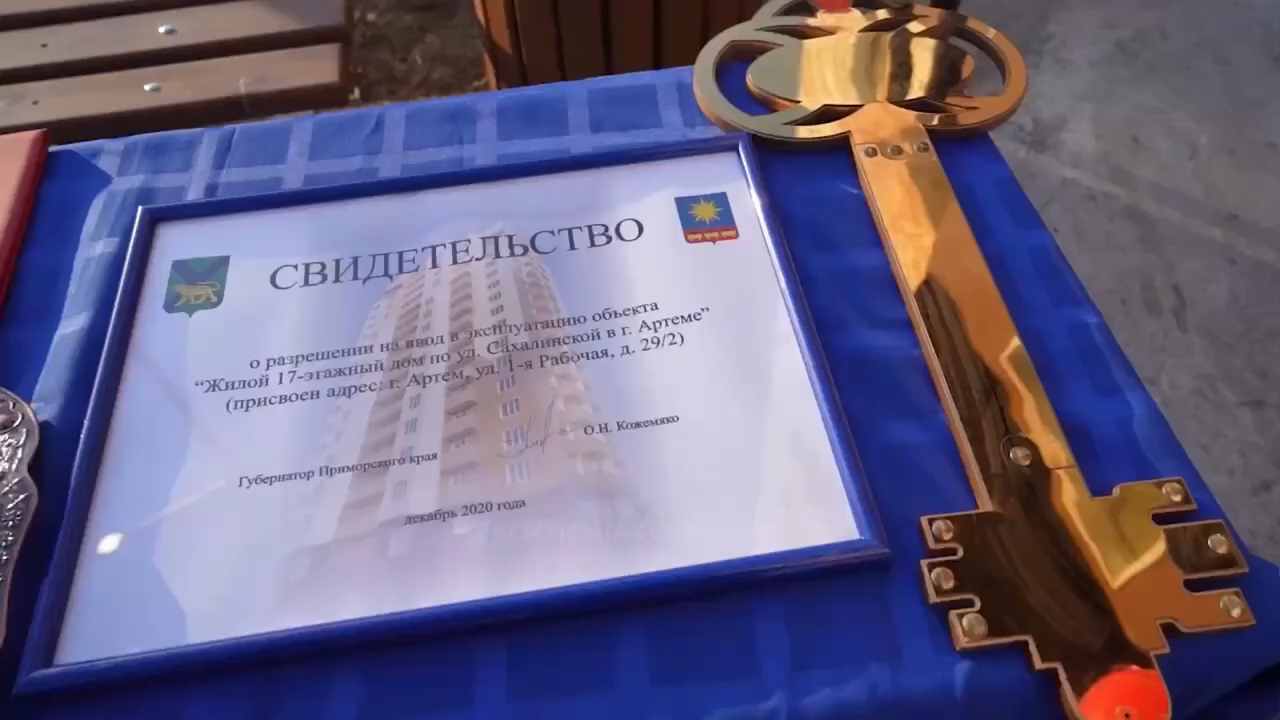 СВИДЕТЕЛЬСТВО
о разрешении на ввод в эксплуатацию объекта
“Жилой 17-этажный дом по ул. Сахалинской в г. Артеме”
(присвоен адрес: г. Артем, ул. 1-я Рабочая, д. 29/2)
Губернатор Приморского края О.Н. Кожемяко
декабрь 2020 года